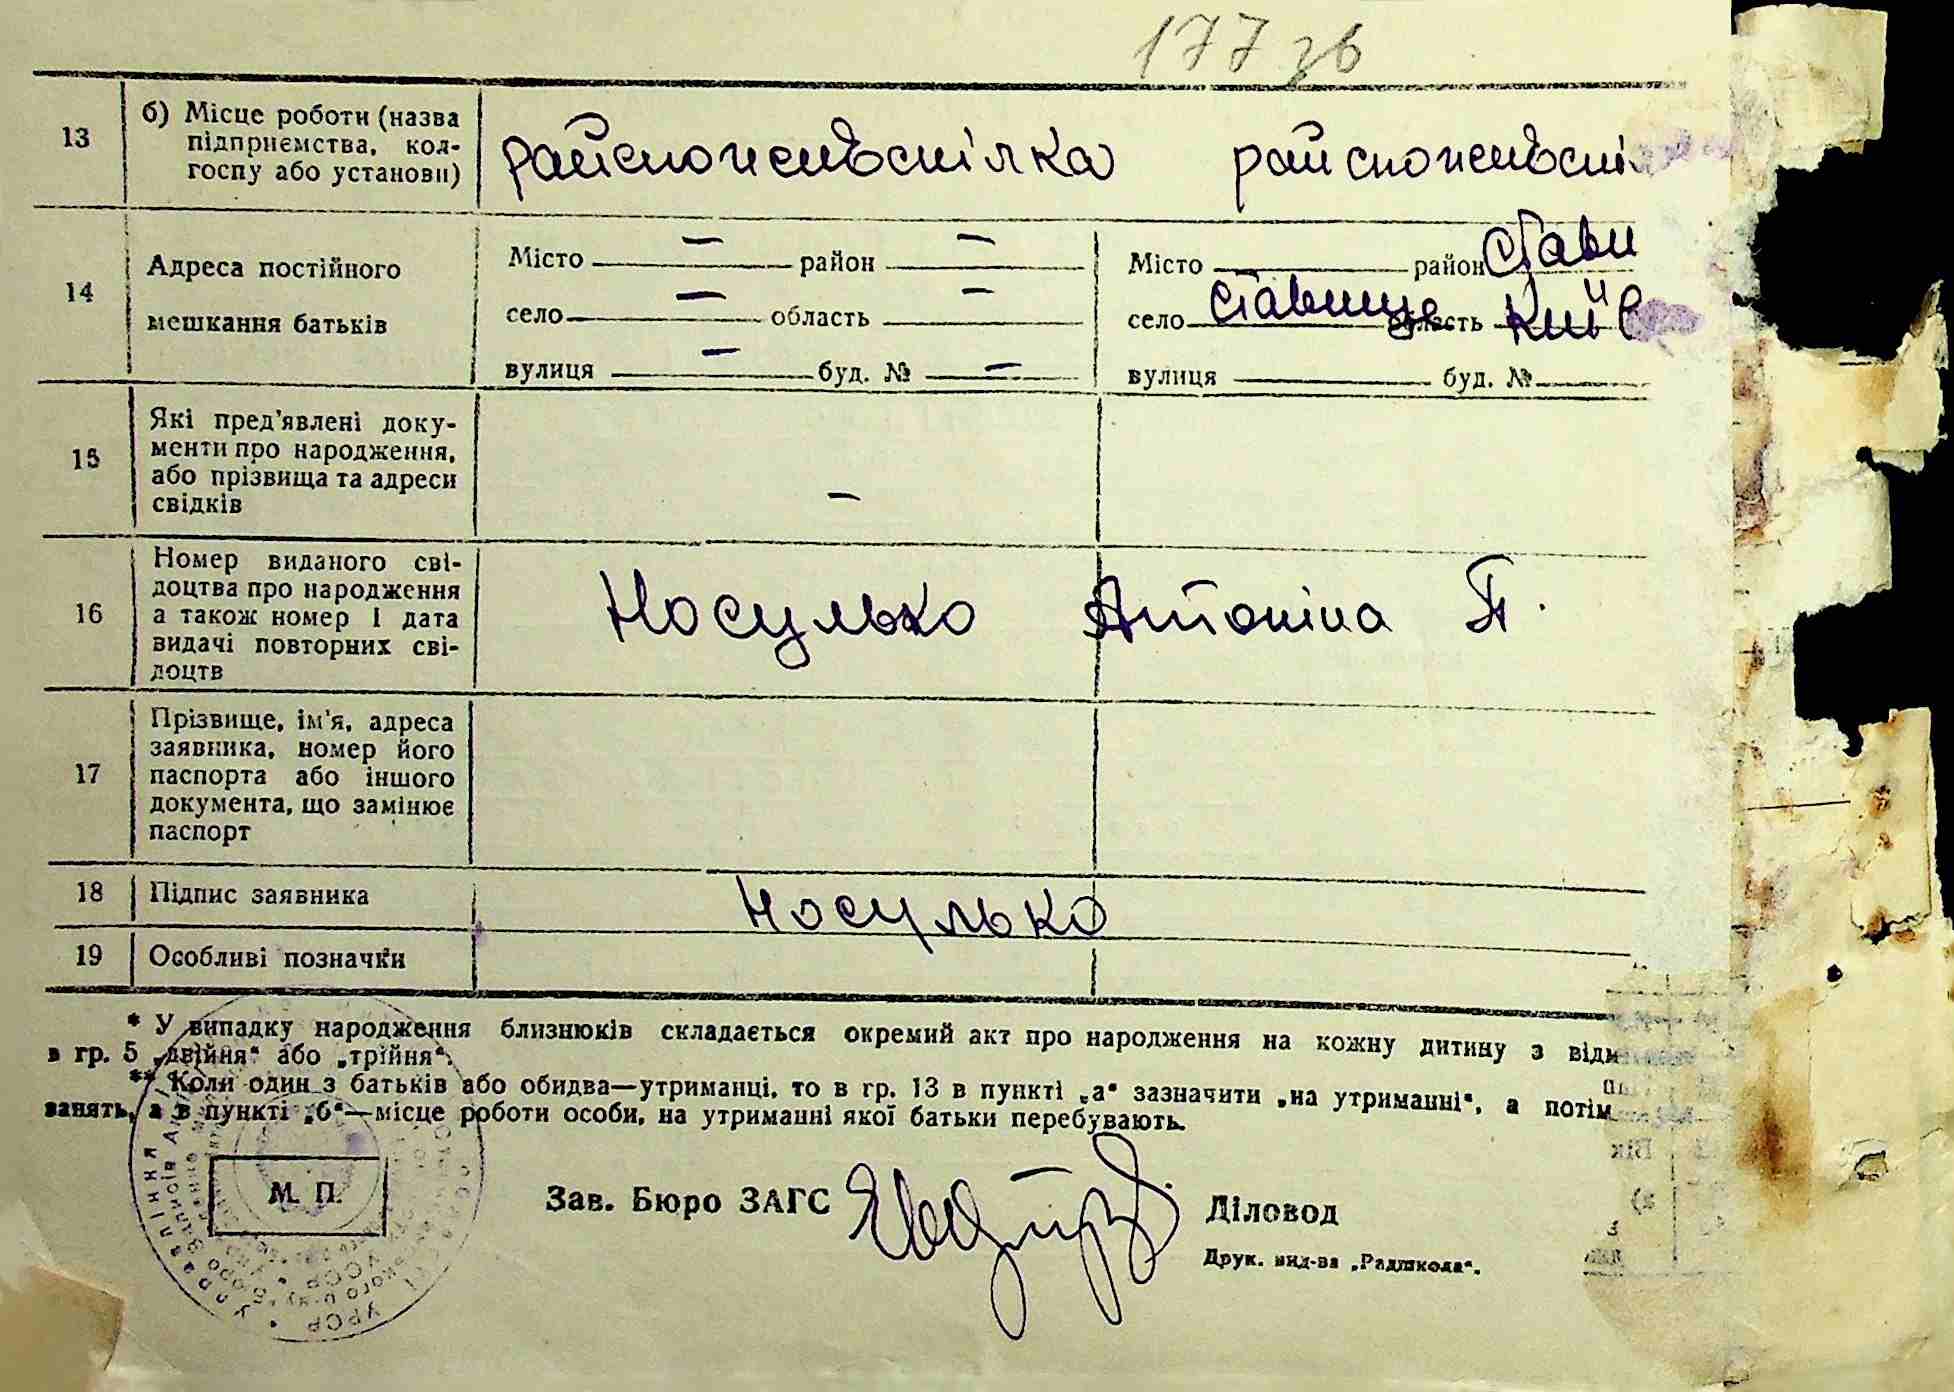 177 зв
13 б) Місце роботи (назва підприємства, колгоспу або установи) райспоживспілка райспоживспіл
14 Адреса постійного мешкання батьків
Місто — район — Місто район Стави
село — область — село Ставище область Київ
вулиця — буд. № — вулиця буд. №
15 Які пред'явлені документи про народження, або прізвища та адреси свідків —
16 Номер виданого свідоцтва про народження а також номер і дата видачі повторних свідоцтв Носулько Антоніна П.
17 Прізвище, ім'я, адреса заявника, номер його паспорта або іншого документа, що замінює паспорт
18 Підпис заявника Носулько
19 Особливі позначки
* У випадку народження близнюків складається окремий акт про народження на кожну дитину з відм
в гр. 5 „двійня“ або „трійня“.
** Коли один з батьків або обидва—утриманці, то в гр. 13 в пункті „а“ зазначити „на утриманні“, а потім
занять, а в пункті „б“—місце роботи особи, на утриманні якої батьки перебувають.
М. П.
Зав. Бюро ЗАГС Діловод
Друк. вид-ва „Радшкола“.